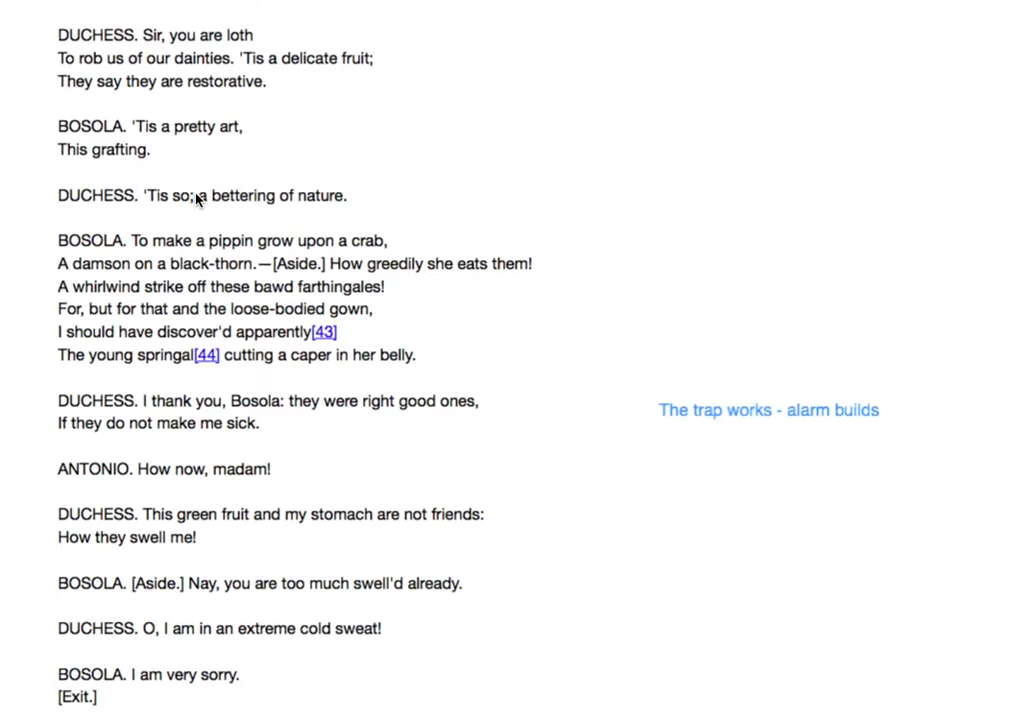 DUCHESS. Sir, you are loth
To rob us of our dainties. 'Tis a delicate fruit;
They say they are restorative.
BOSOLA. 'Tis a pretty art,
This grafting.
DUCHESS. 'Tis so; a bettering of nature.
BOSOLA. To make a pippin grow upon a crab,
A damson on a black-thorn.—[Aside.] How greedily she eats them!
A whirlwind strike off these bawd farthingales!
For, but for that and the loose-bodied gown,
I should have discover'd apparently[43]
The young springal[44] cutting a caper in her belly.
DUCHESS. I thank you, Bosola: they were right good ones,
If they do not make me sick.
The trap works - alarm builds
ANTONIO. How now, madam!
DUCHESS. This green fruit and my stomach are not friends:
How they swell me!
BOSOLA. [Aside.] Nay, you are too much swell'd already.
DUCHESS. O, I am in an extreme cold sweat!
BOSOLA. I am very sorry.
[Exit.]